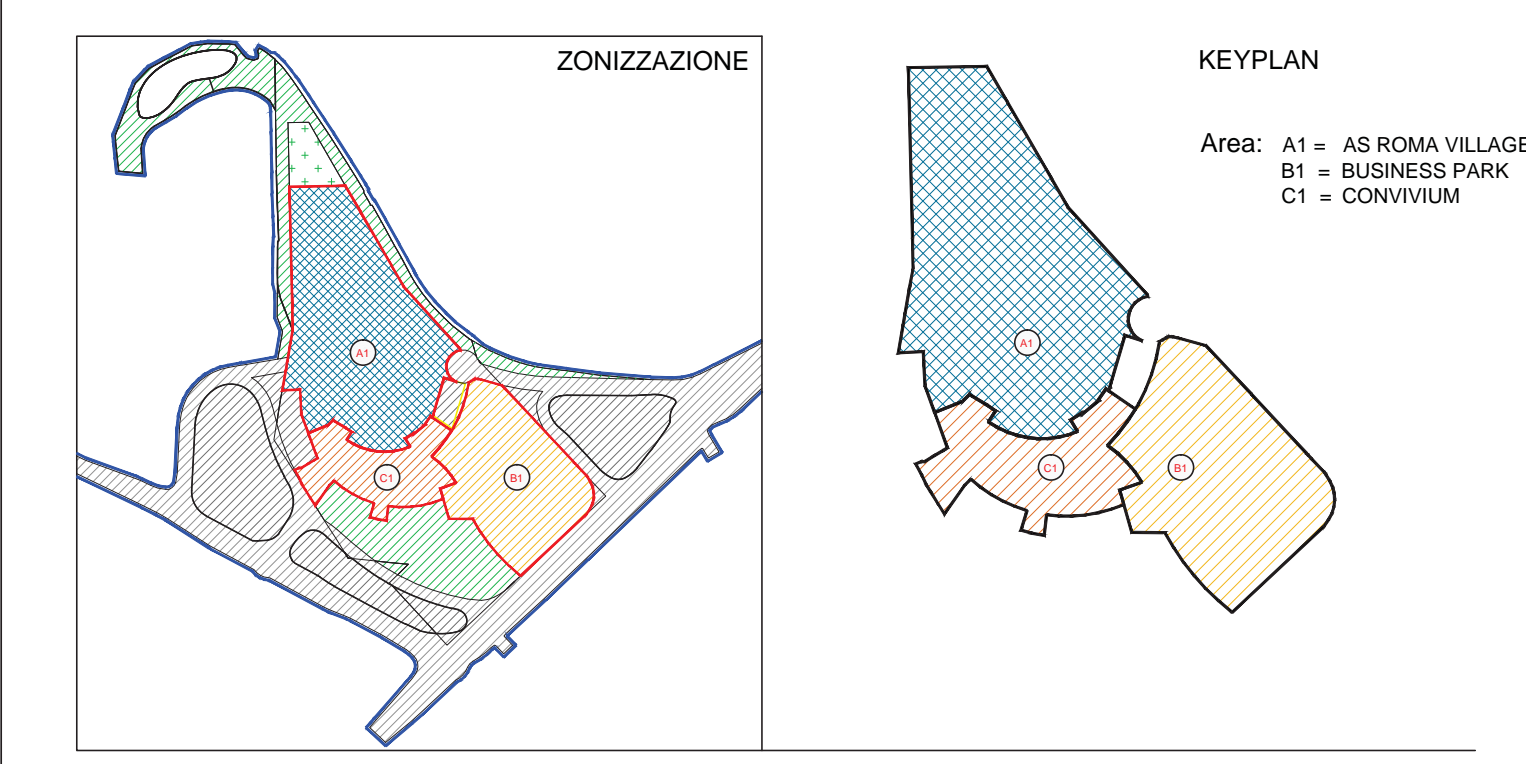 ZONIZZAZIONE
A1
C1
B1
KEYPLAN
Area: A1 = AS ROMA VILLAGE
B1 = BUSINESS PARK
C1 = CONVIVIUM
A1
C1
B1